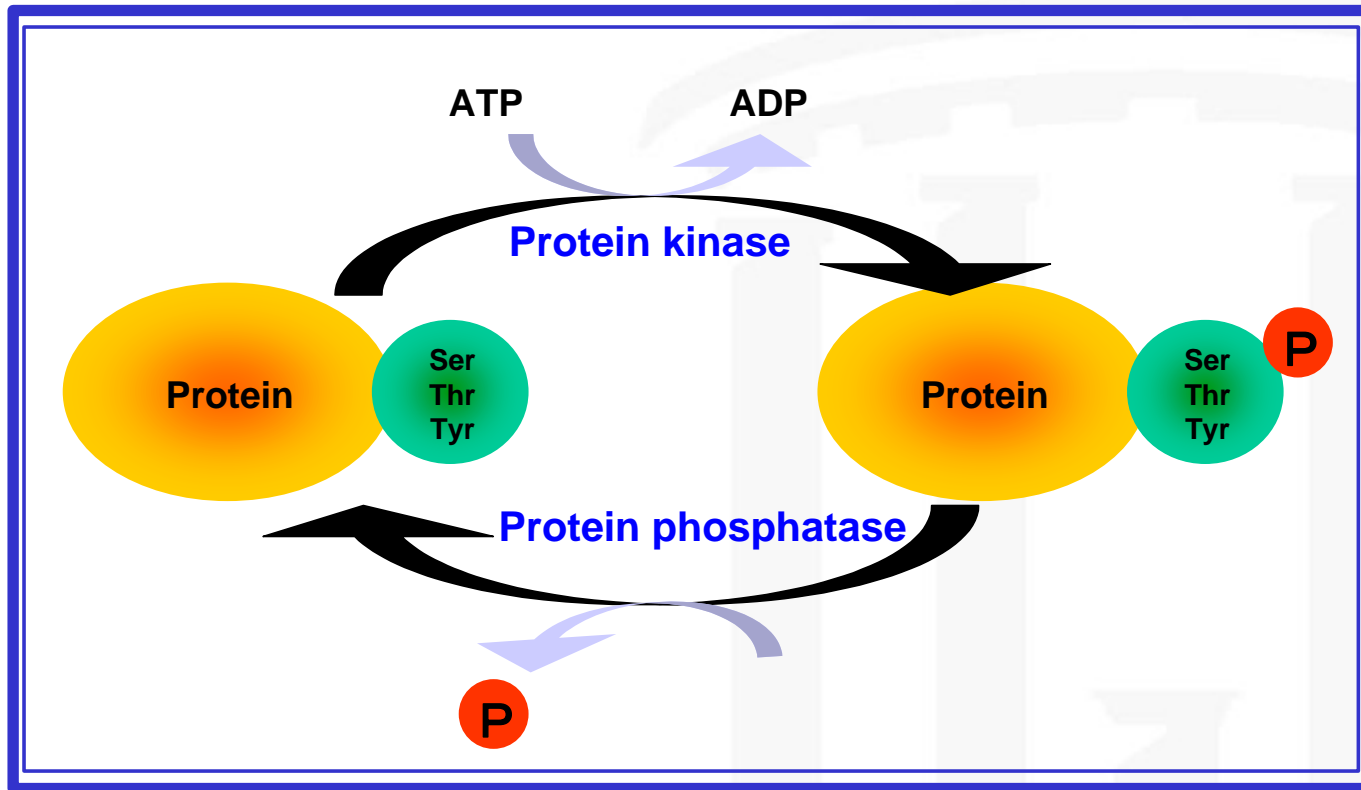 ATP
ADP
Protein kinase
Protein
Ser
Thr
Tyr
Protein
Ser
Thr
Tyr
P
Protein phosphatase
P